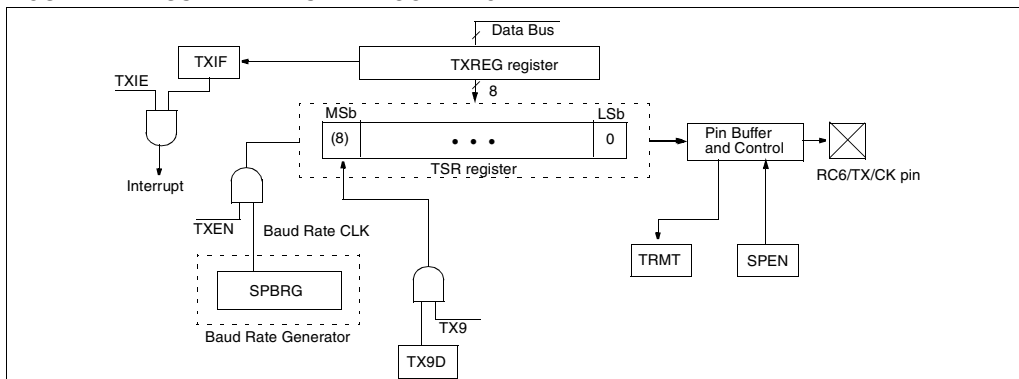 Data Bus
TXIF
TXREG register
TXIE
8
MSb
LSb
(8)
• • •
0
Pin Buffer
and Control
TSR register
Interrupt
RC6/TX/CK pin
TXEN
Baud Rate CLK
TRMT
SPEN
SPBRG
TX9
Baud Rate Generator
TX9D